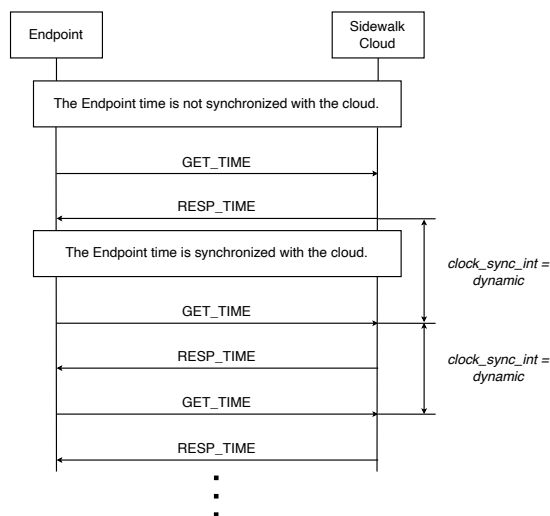 Endpoint
Sidewalk
Cloud
The Endpoint time is not synchronized with the cloud.
GET_TIME
RESP_TIME
The Endpoint time is synchronized with the cloud.
clock_sync_int =
dynamic
GET_TIME
RESP_TIME
clock_sync_int =
dynamic
GET_TIME
RESP_TIME